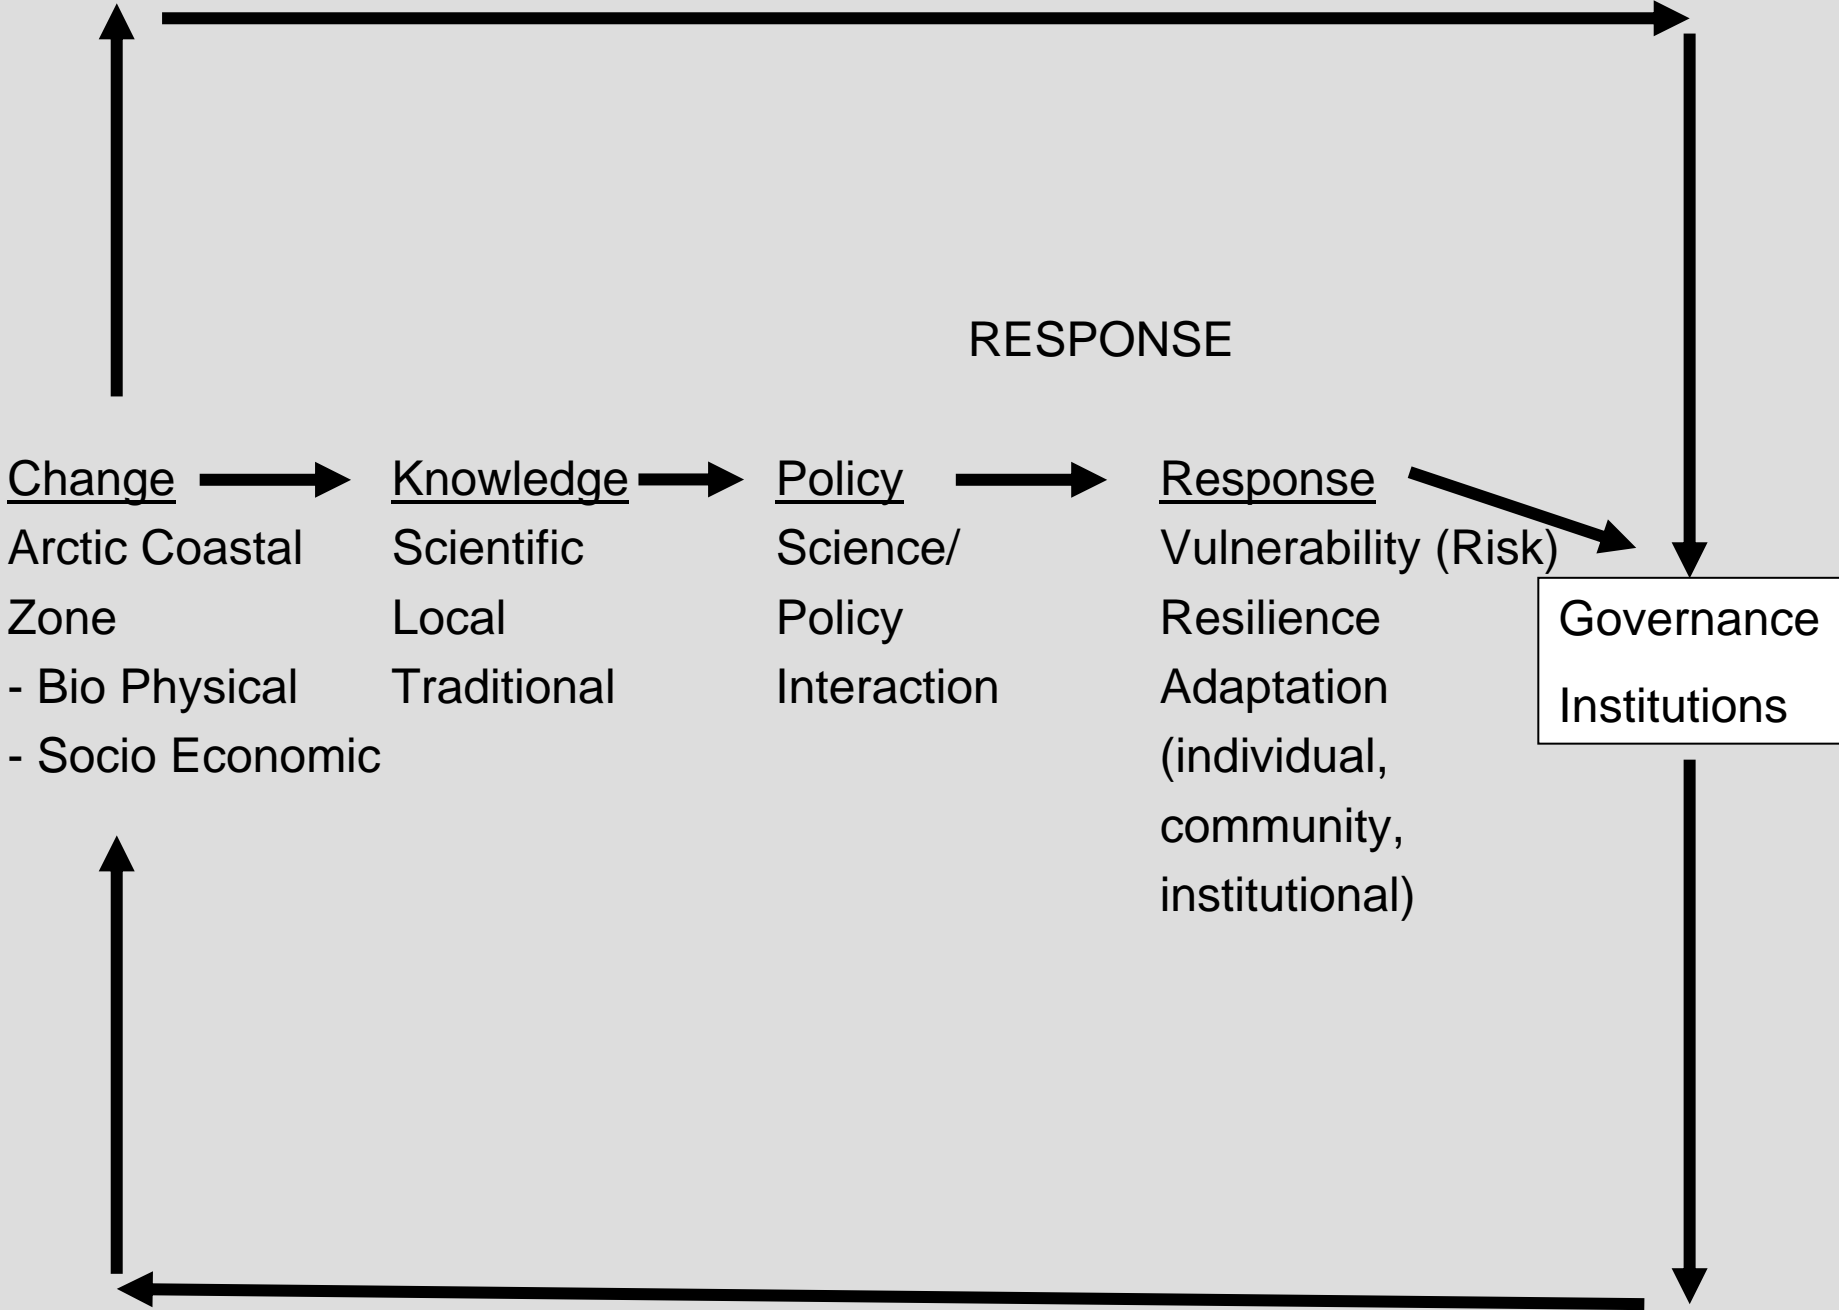 RESPONSE
Change
Arctic Coastal
Zone
- Bio Physical
- Socio Economic
Knowledge
Scientific
Local
Traditional
Policy
Science/
Policy
Interaction
Response
Vulnerability (Risk)
Resilience
Adaptation
(individual,
community,
institutional)
Governance
Institutions